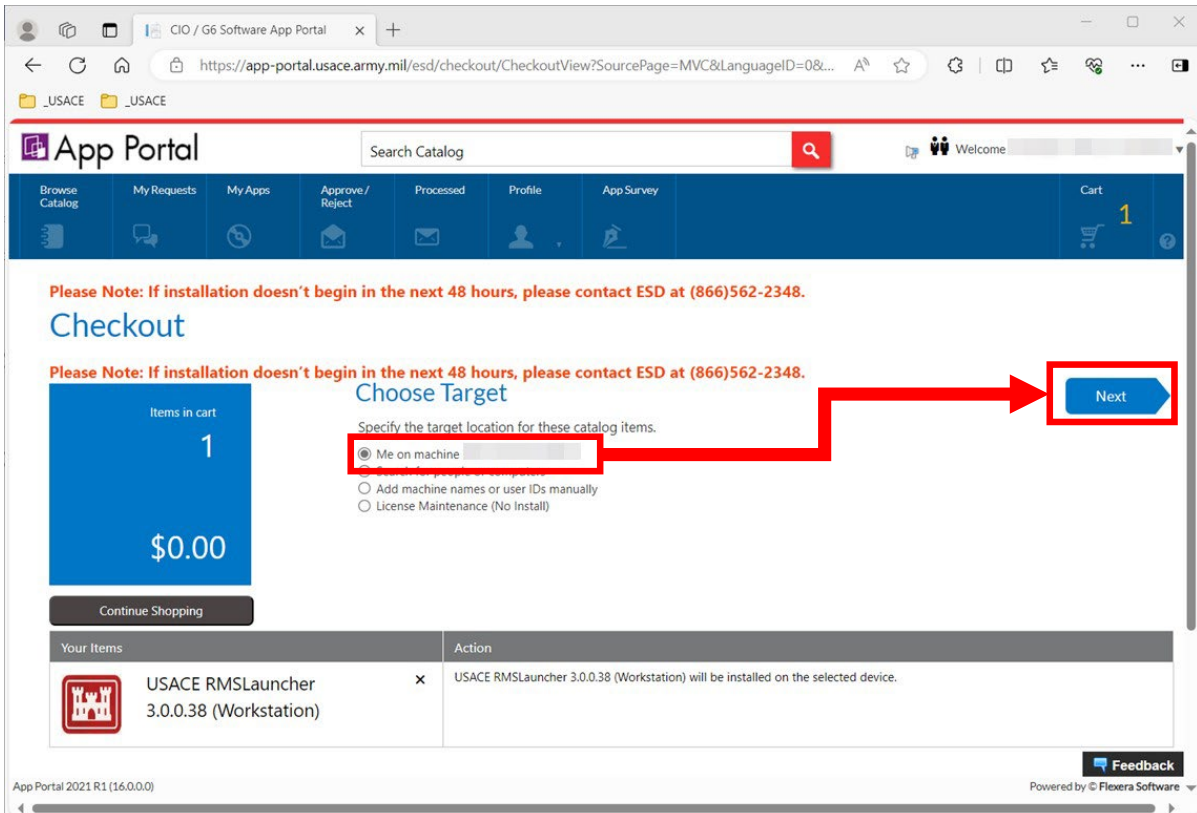 CIO / G6 Software App Portal
https://app-portal.usace.army.mil/esd/checkout/CheckoutView?SourcePage=MVC&LanguageID=0&...
_USACE _USACE
App Portal
Search Catalog
Welcome
Browse Catalog
My Requests
My Apps
Approve / Reject
Processed
Profile
App Survey
Cart
1
Please Note: If installation doesn't begin in the next 48 hours, please contact ESD at (866)562-2348.
Checkout
Please Note: If installation doesn't begin in the next 48 hours, please contact ESD at (866)562-2348.
Items in cart
1
$0.00
Choose Target
Specify the target location for these catalog items.
Me on machine
Search for people or computers
Add machine names or user IDs manually
License Maintenance (No Install)
Next
Continue Shopping
Your Items
Action
USACE RMSLauncher
3.0.0.38 (Workstation)
USACE RMSLauncher 3.0.0.38 (Workstation) will be installed on the selected device.
Feedback
App Portal 2021 R1 (16.0.0.0)
Powered by © Flexera Software